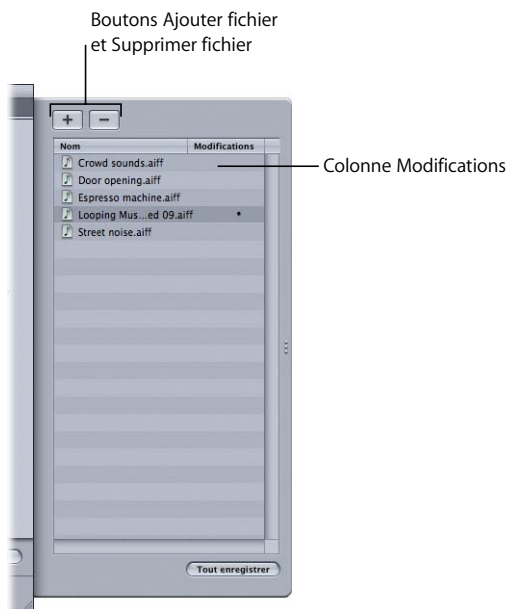 Boutons Ajouter fichier
et Supprimer fichier
Nom Modifications
Crowd sounds.aiff
Colonne Modifications
Door opening.aiff
Espresso machine.aiff
Looping Mus...ed 09.aiff •
Street noise.aiff
Tout enregistrer